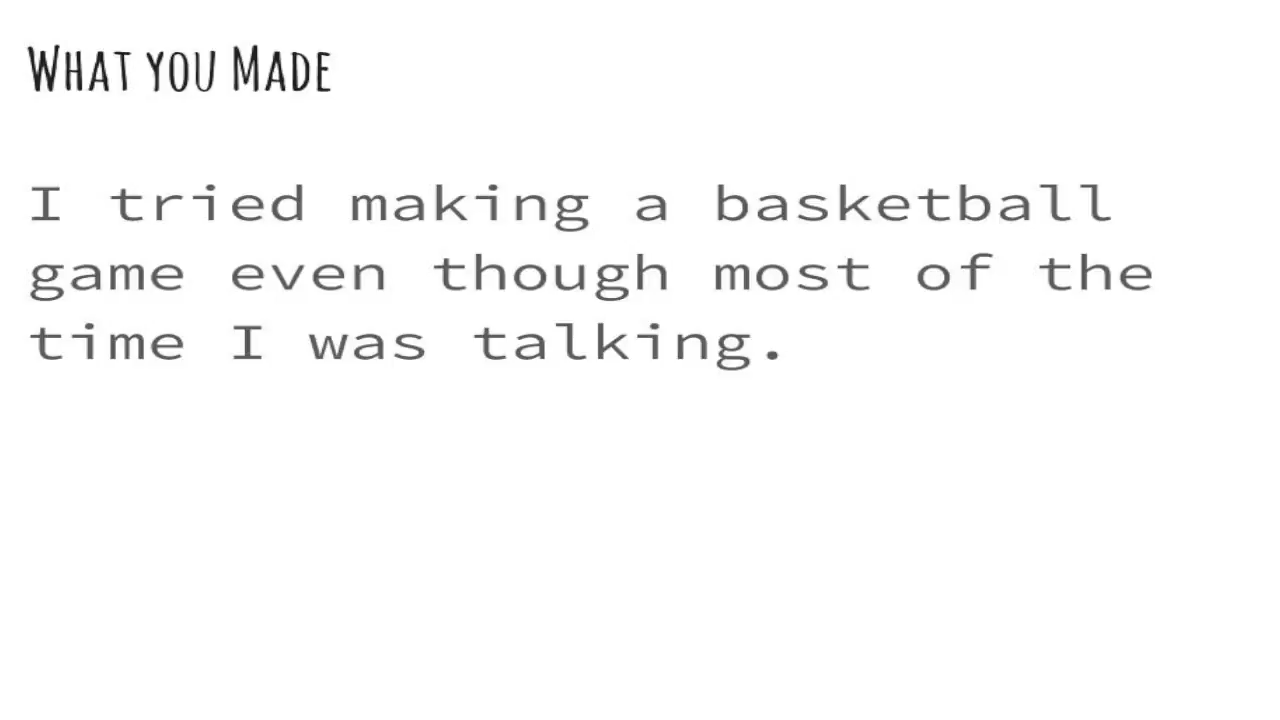 What you Made
I tried making a basketball
game even though most of the
time I was talking.